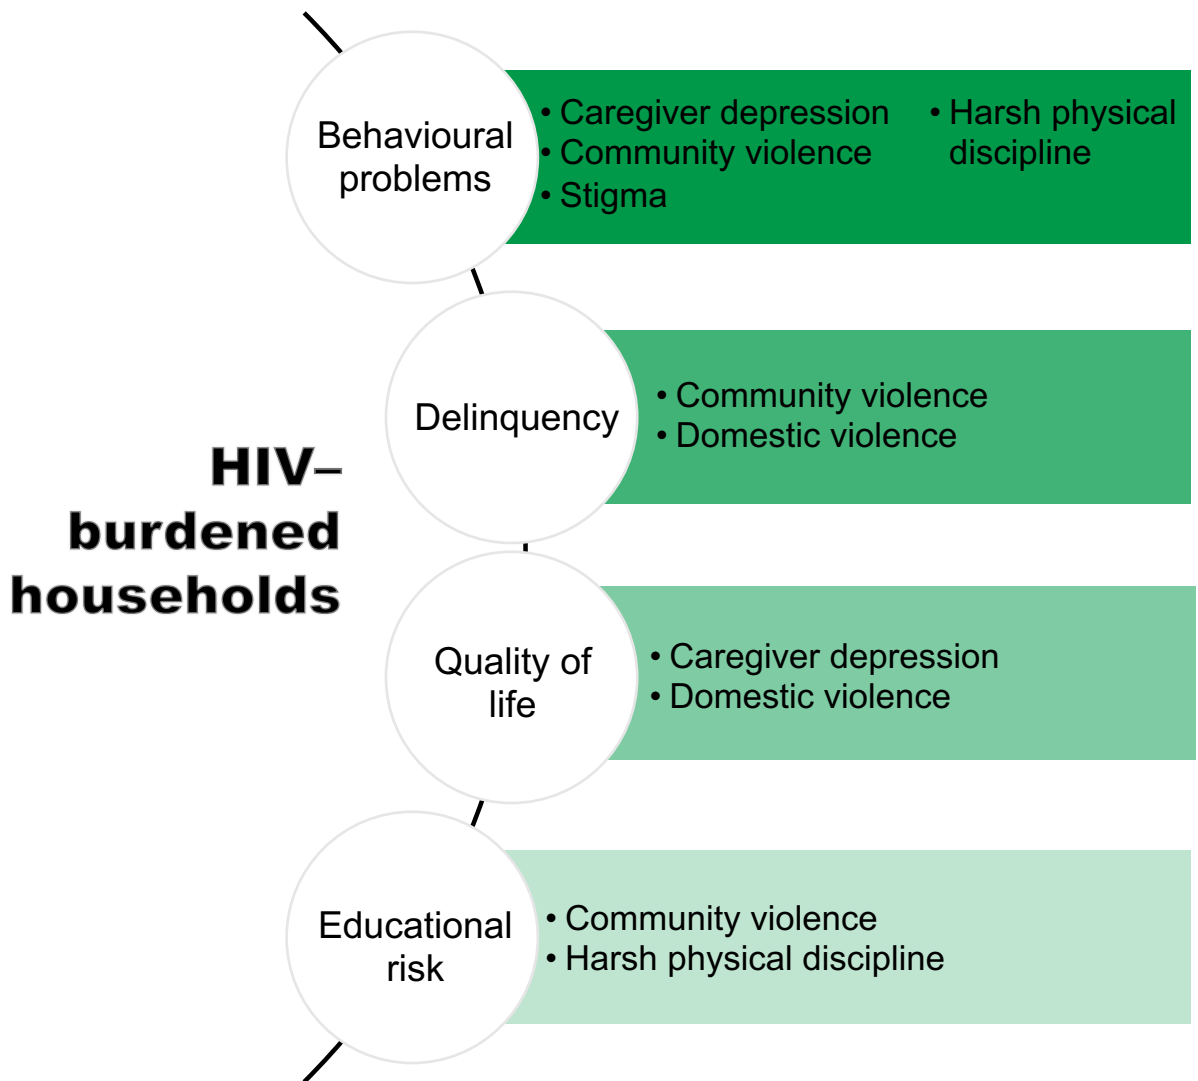 HIV–
burdened
households
Behavioural
problems
• Caregiver depression
• Community violence
• Stigma
• Harsh physical
discipline
Delinquency
• Community violence
• Domestic violence
Quality of
life
• Caregiver depression
• Domestic violence
Educational
risk
• Community violence
• Harsh physical discipline